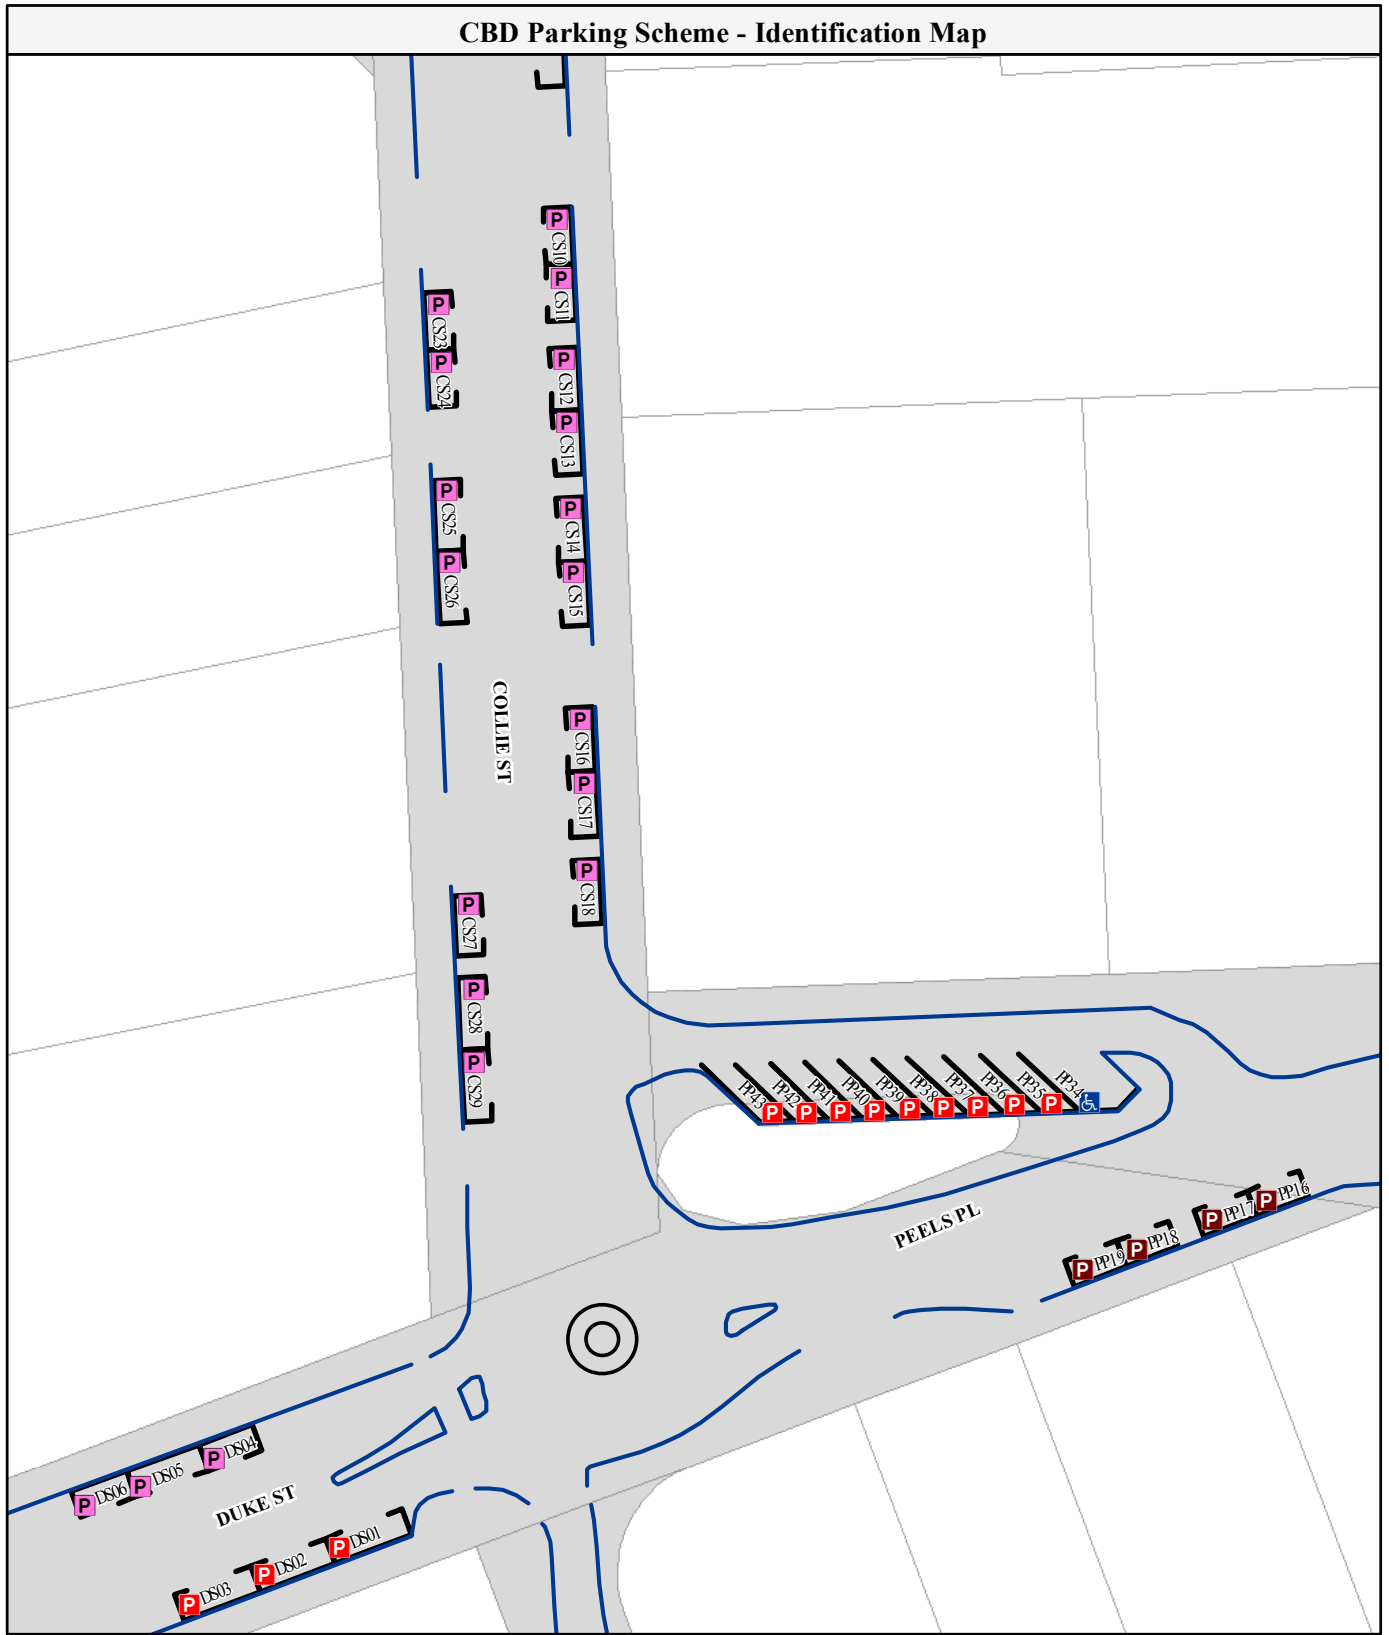 CBD Parking Scheme - Identification Map
P CS10
P CS11
P CS23
P CS24
P CS12
P CS13
P CS25
P CS26
P CS14
P CS15
COLLIE ST
P CS16
P CS17
P CS18
P CS27
P CS28
P CS29
PP43 PP42 PP41 PP40 PP39 PP38 PP37 PP36 PP35 PP34
P P P P P P P P P
PEELS PL
P PP17 P PP16
P PP19 P PP18
P DS06 P DS05 P DS04
DUKE ST
P DS03 P DS02 P DS01